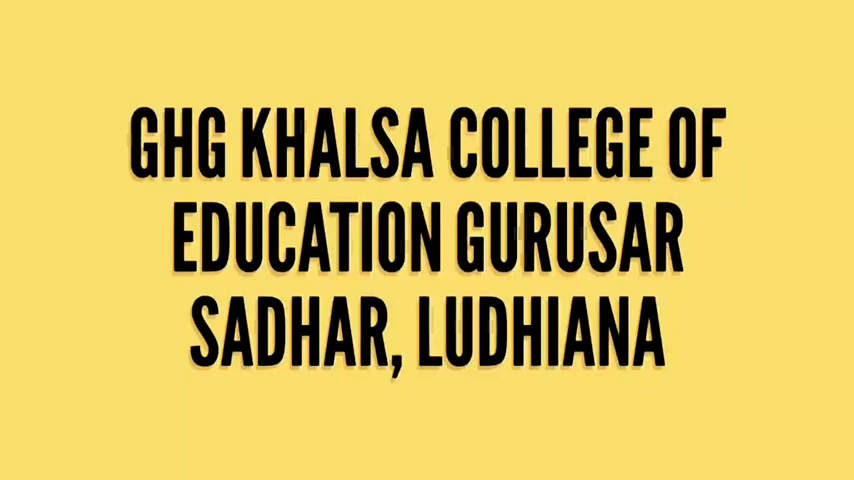 GHG KHALSA COLLEGE OF
EDUCATION GURUSAR
SADHAR, LUDHIANA